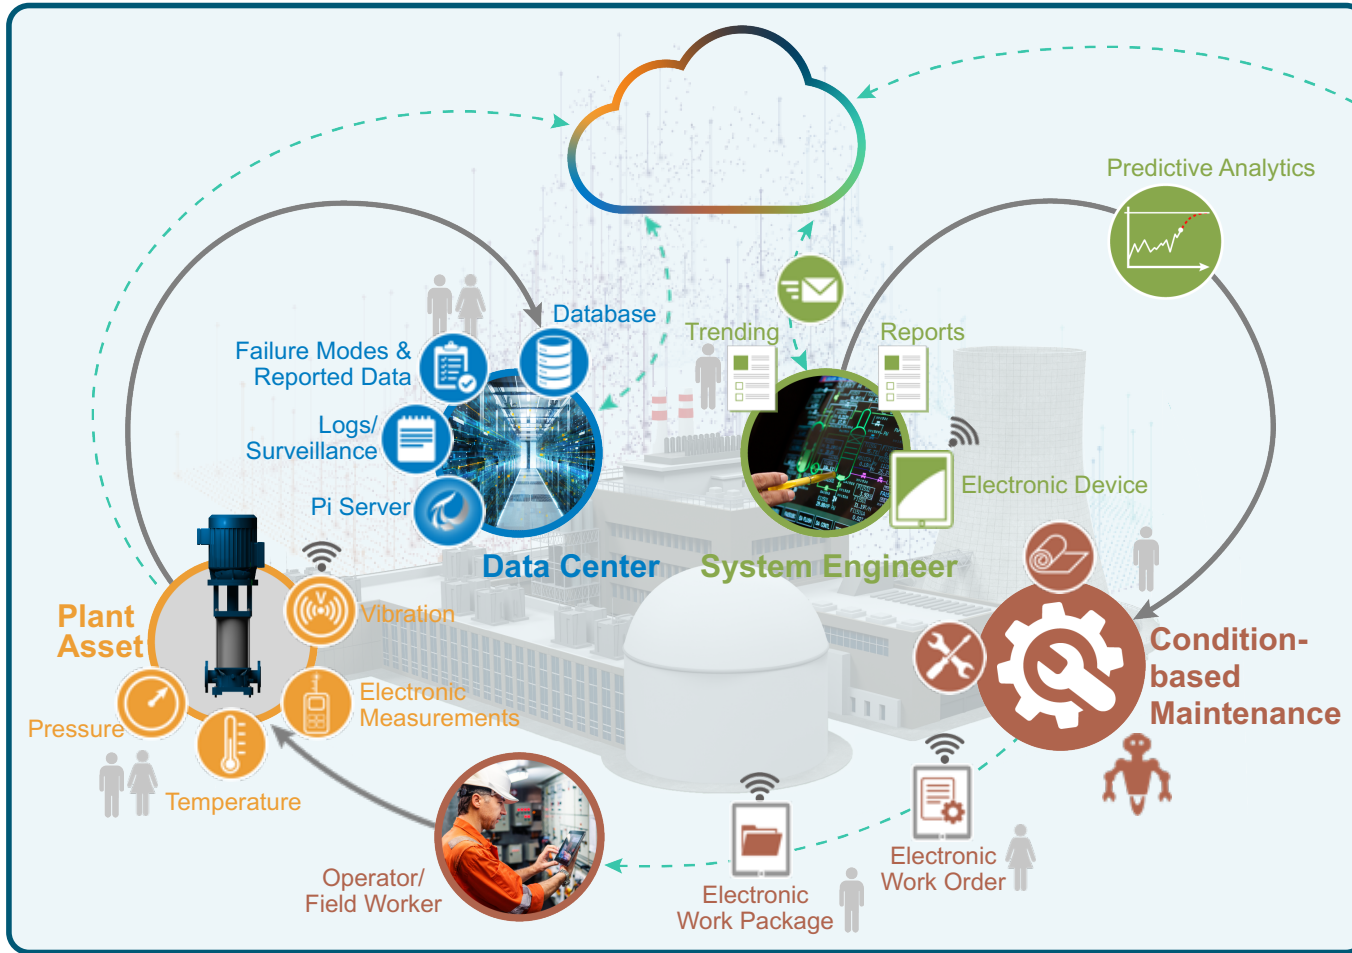 Predictive Analytics
Database
Trending
Reports
Failure Modes &
Reported Data
Logs/
Surveillance
Pi Server
Electronic Device
Data Center
System Engineer
Plant
Asset
V
Vibration
Condition-
based
Maintenance
Electronic
Measurements
Pressure
Temperature
Operator/
Field Worker
Electronic
Work Order
Electronic
Work Package